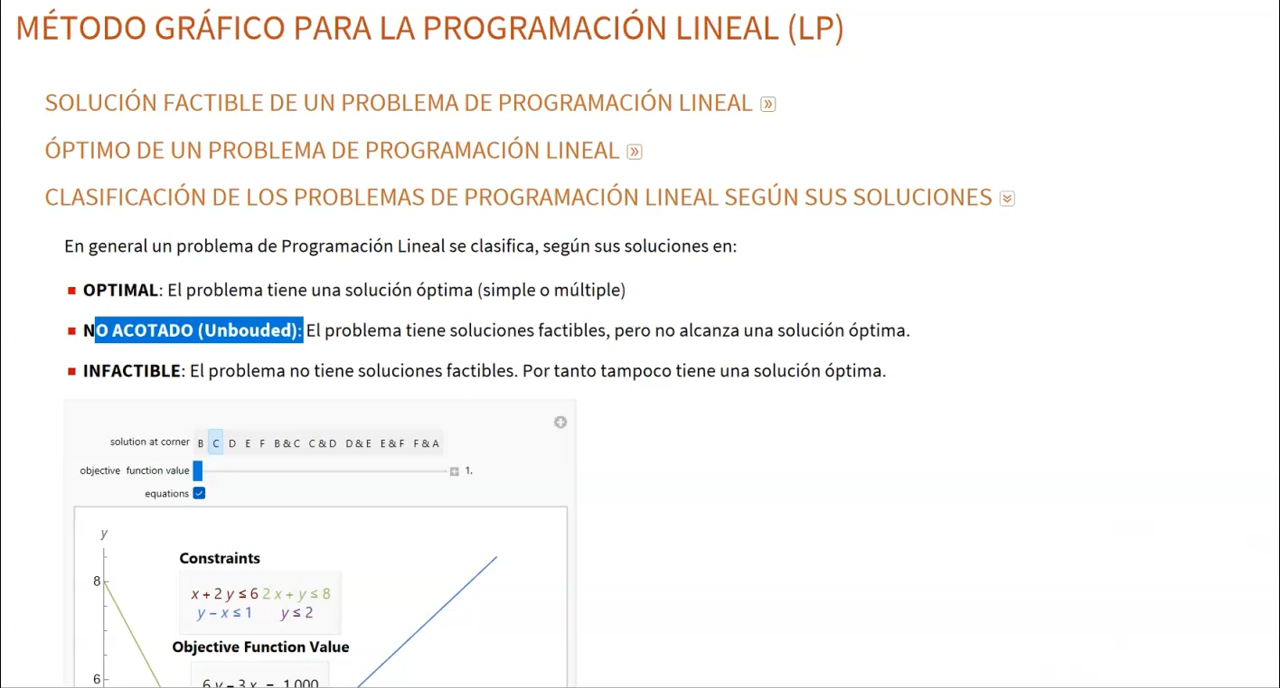 MÉTODO GRÁFICO PARA LA PROGRAMACIÓN LINEAL (LP)
SOLUCIÓN FACTIBLE DE UN PROBLEMA DE PROGRAMACIÓN LINEAL
ÓPTIMO DE UN PROBLEMA DE PROGRAMACIÓN LINEAL
CLASIFICACIÓN DE LOS PROBLEMAS DE PROGRAMACIÓN LINEAL SEGÚN SUS SOLUCIONES
En general un problema de Programación Lineal se clasifica, según sus soluciones en:
OPTIMAL: El problema tiene una solución óptima (simple o múltiple)
NO ACOTADO (Unbouded): El problema tiene soluciones factibles, pero no alcanza una solución óptima.
INFACTIBLE: El problema no tiene soluciones factibles. Por tanto tampoco tiene una solución óptima.
solution at corner B C D E F B & C C & D D & E E & F F & A
objective function value 1.
equations
y
Constraints
8
x + 2 y ≤ 6 2 x + y ≤ 8
y − x ≤ 1 y ≤ 2
Objective Function Value
6
6 y − 3 x = 1.000